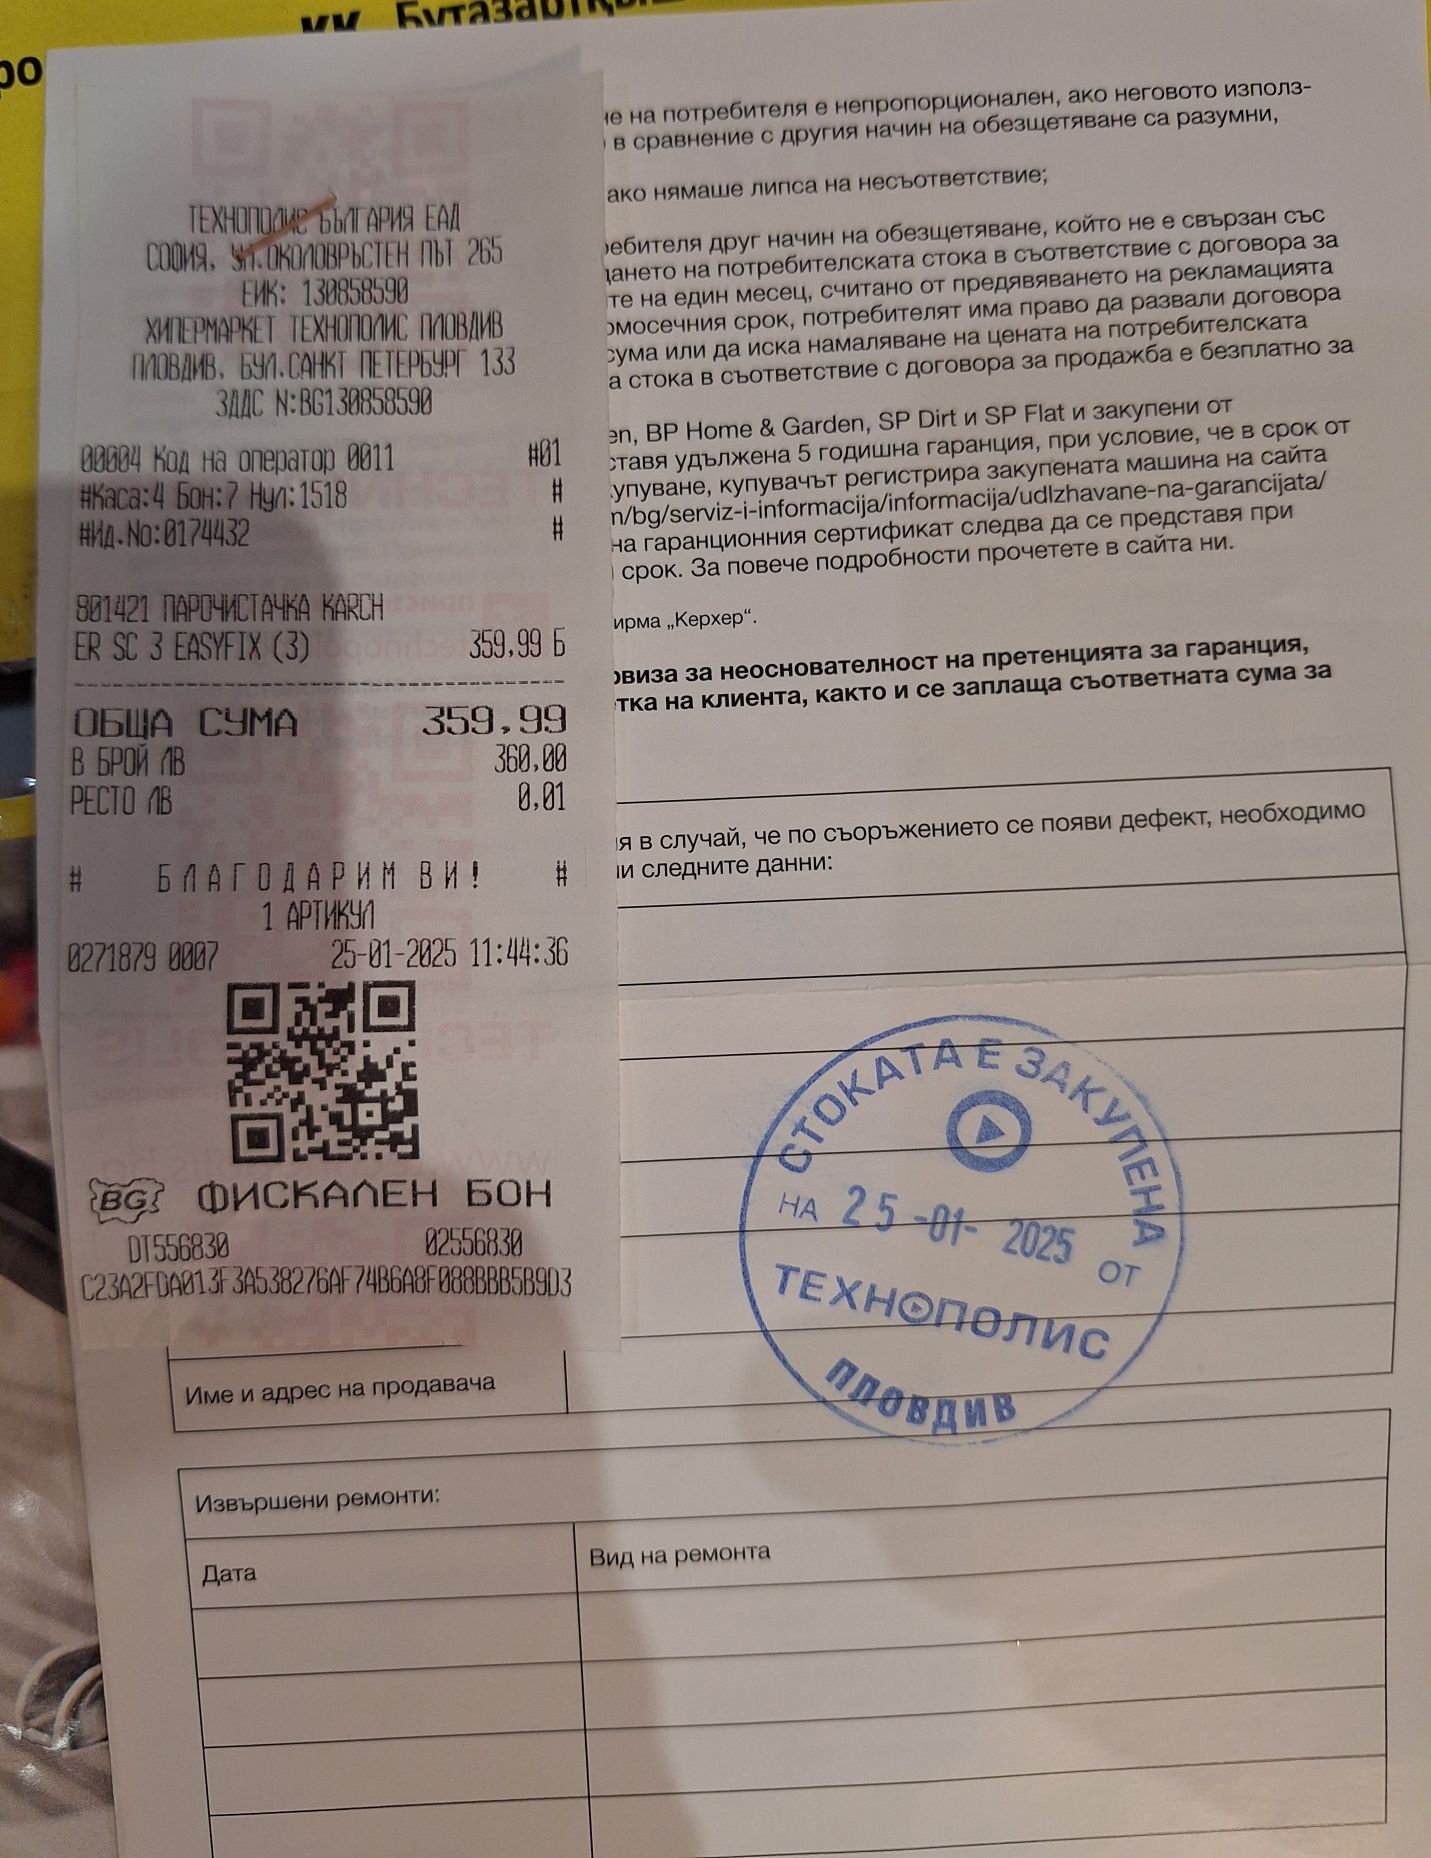 КК Бутазартқыш
ТЕХНОПОЛИС БЪЛГАРИЯ ЕАД
СОФИЯ, УЛ.ОКОЛОВРЪСТЕН ПЪТ 265
ЕИК: 130858590
ХИПЕРМАРКЕТ ТЕХНОПОЛИС ПЛОВДИВ
ПЛОВДИВ, БУЛ.САНКТ ПЕТЕРБУРГ 133
ЗДДС N:BG130858590
00004 Код на оператор 0011 #01
#Каса:4 Бон:7 Нул:1518 #
#Ид.No:0174432 #
801421 ПАРОЧИСТАЧКА KARCH
ER SC 3 EASYFIX (3) 359,99 Б
ОБЩА СУМА 359,99
В БРОЙ ЛВ 360,00
РЕСТО ЛВ 0,01
# БЛАГОДАРИМ ВИ! #
1 АРТИКУЛ
0271879 0007 25-01-2025 11:44:36
BG ФИСКАЛЕН БОН
DT556830 02556830
C23A2FDA013F3A538276AF74B6A8F088BBB5B9D3
на потребителя е непропорционален, ако неговото използ-
в сравнение с другия начин на обезщетяване са разумни,
ако нямаше липса на несъответствие;
друг начин на обезщетяване, който не е свързан със
на потребителската стока в съответствие с договора за
на един месец, считано от предявяването на рекламацията
срок, потребителят има право да развали договора
сума или да иска намаляване на цената на потребителската
стока в съответствие с договора за продажба е безплатно за
BP Home & Garden, SP Dirt и SP Flat и закупени от
удължена 5 годишна гаранция, при условие, че в срок от
купувачът регистрира закупената машина на сайта
/bg/serviz-i-informacija/informacija/udlzhavane-na-garancijata/
на гаранционния сертификат следва да се представя при
срок. За повече подробности прочетете в сайта ни.
„Керхер“.
за неоснователност на претенцията за гаранция,
на клиента, както и се заплаща съответната сума за
в случай, че по съоръжението се появи дефект, необходимо
следните данни:
СТОКАТА Е ЗАКУПЕНА
НА 25-01-2025 ОТ
ТЕХНОПОЛИС
ПЛОВДИВ
Име и адрес на продавача
Извършени ремонти:
Дата Вид на ремонта